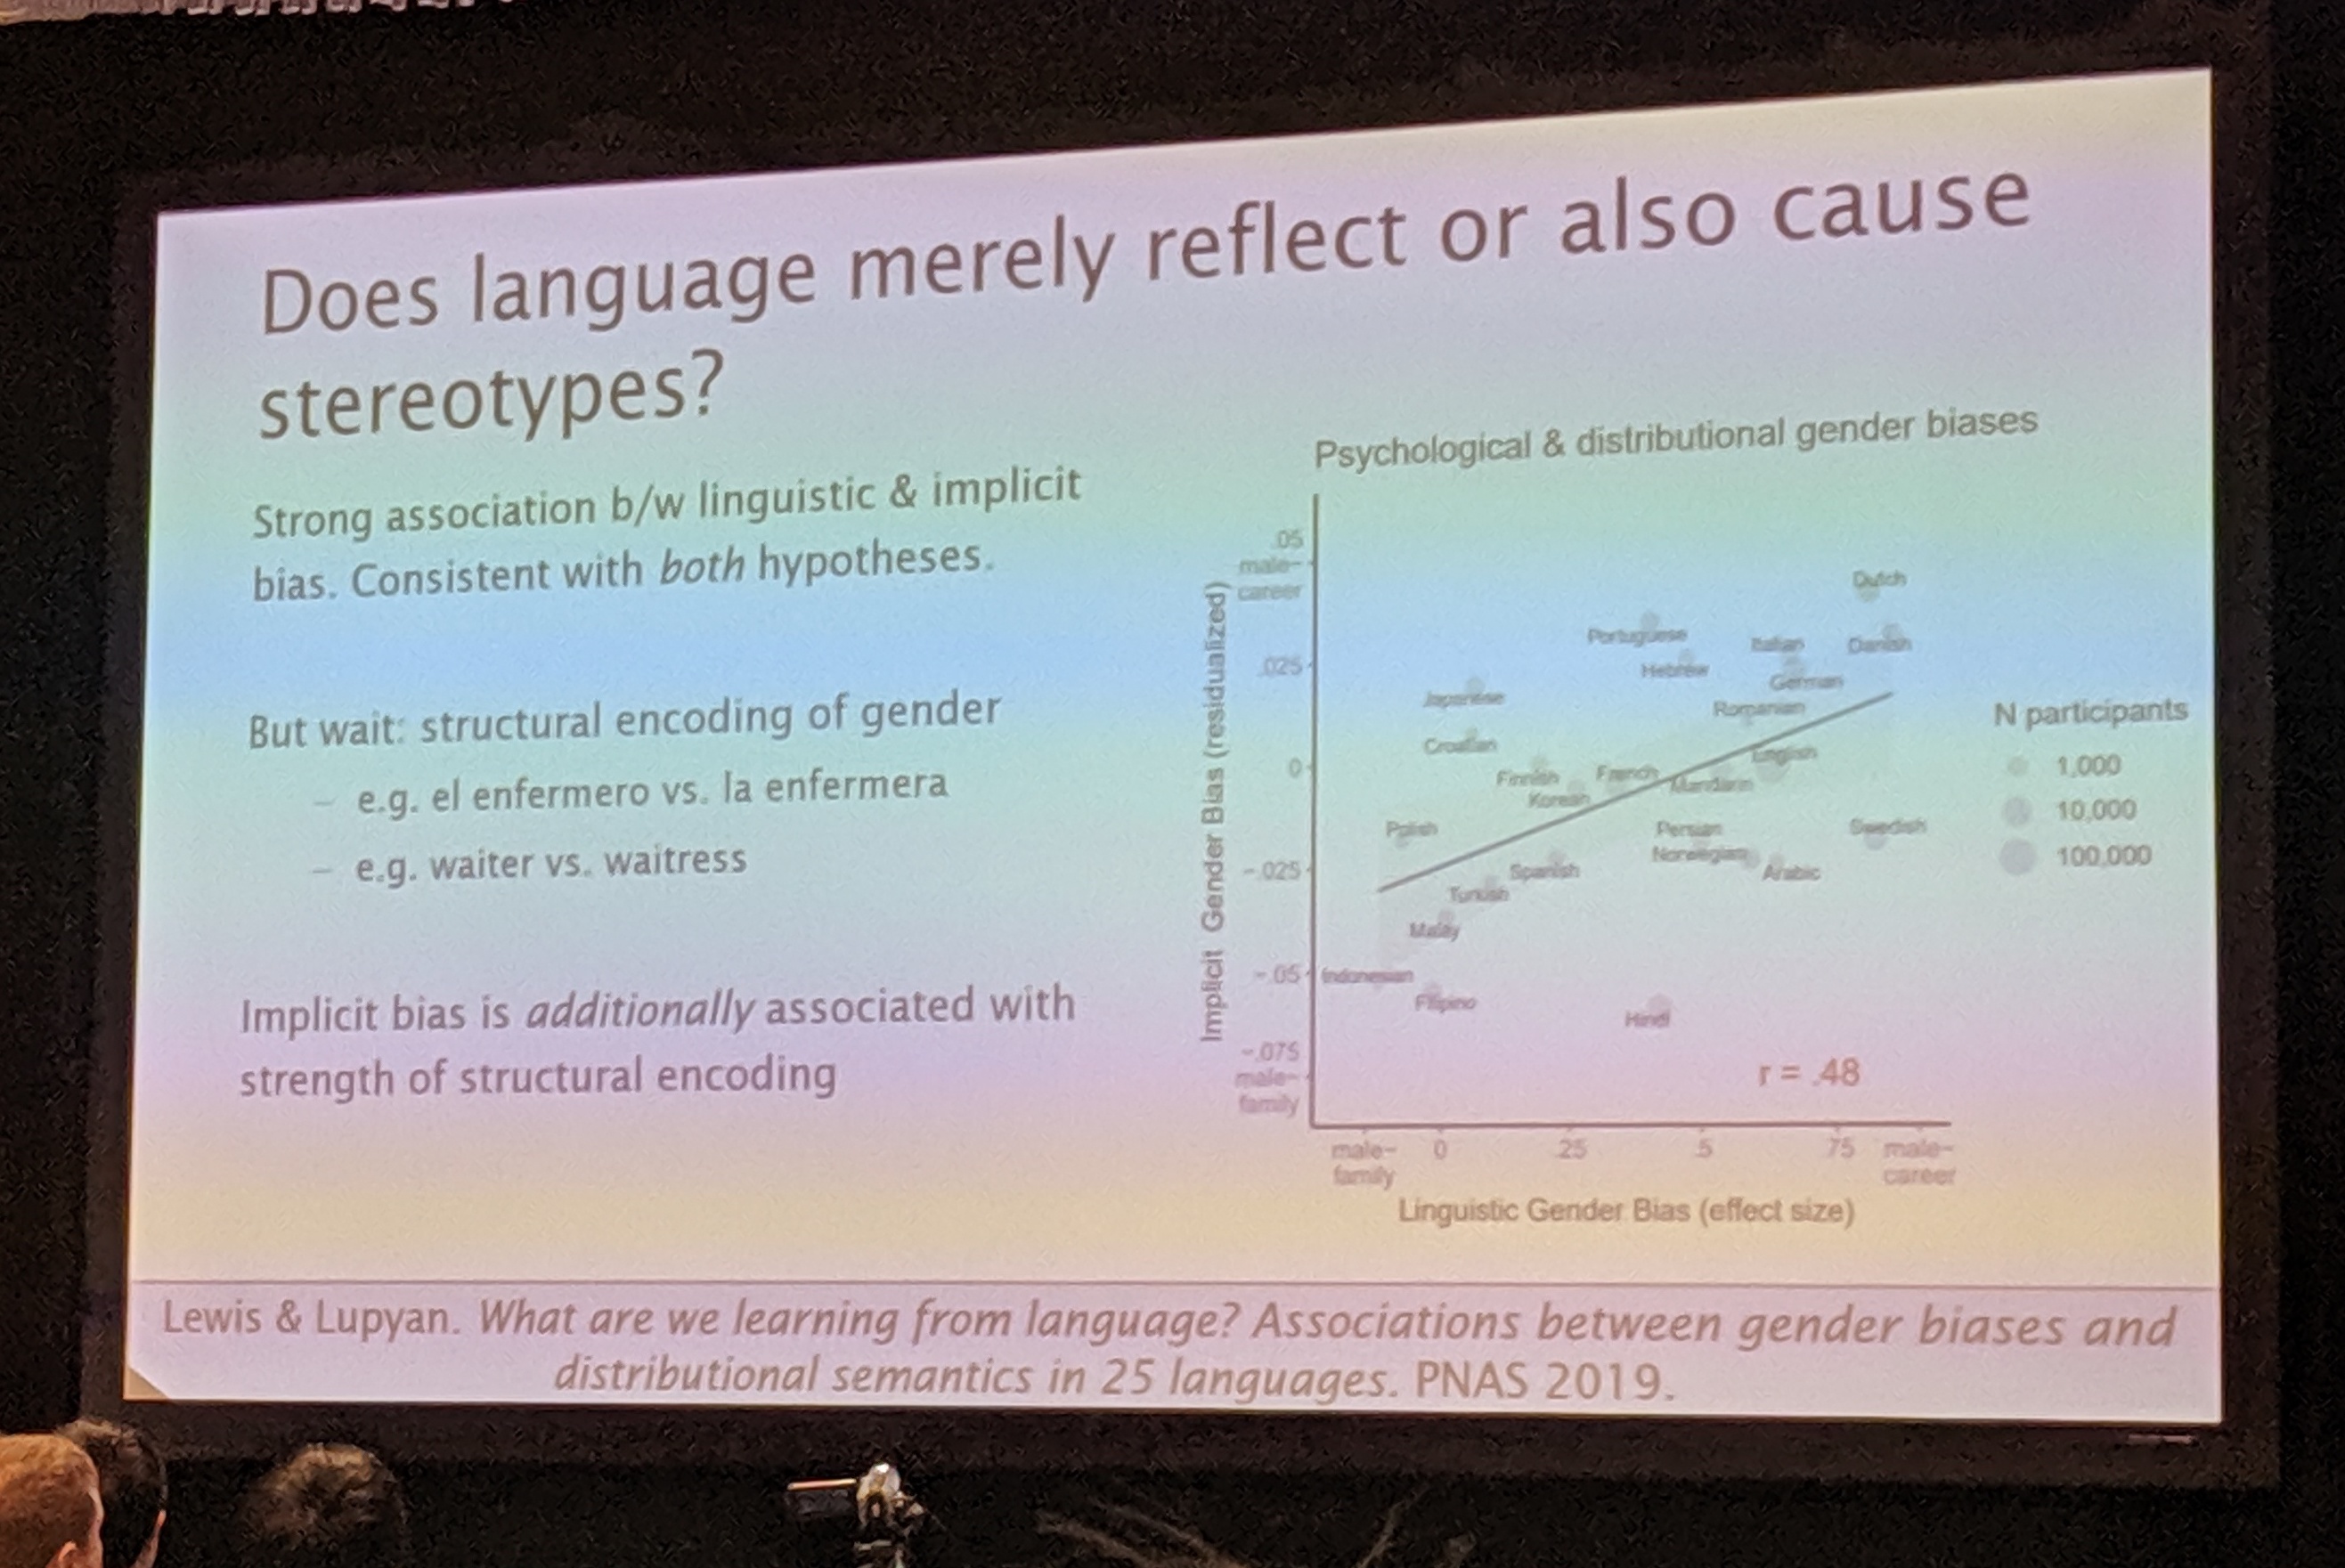 Does language merely reflect or also cause
stereotypes?
Strong association b/w linguistic & implicit
bias. Consistent with both hypotheses.
But wait: structural encoding of gender
– e.g. el enfermero vs. la enfermera
– e.g. waiter vs. waitress
Implicit bias is additionally associated with
strength of structural encoding
Psychological & distributional gender biases
Implicit Gender Bias (residualized)
.05
male-
career
.025
0
-.025
-.05
-.075
male-
family
Dutch
Portuguese
Italian
Danish
Hebrew
German
Japanese
Romanian
Croatian
English
Finnish
French
Mandarin
Korean
Polish
Persian
Swedish
Norwegian
Spanish
Arabic
Turkish
Malay
Indonesian
Filipino
Hindi
r = .48
male-
family
0
.25
.5
.75
male-
career
Linguistic Gender Bias (effect size)
N participants
1,000
10,000
100,000
Lewis & Lupyan. What are we learning from language? Associations between gender biases and
distributional semantics in 25 languages. PNAS 2019.